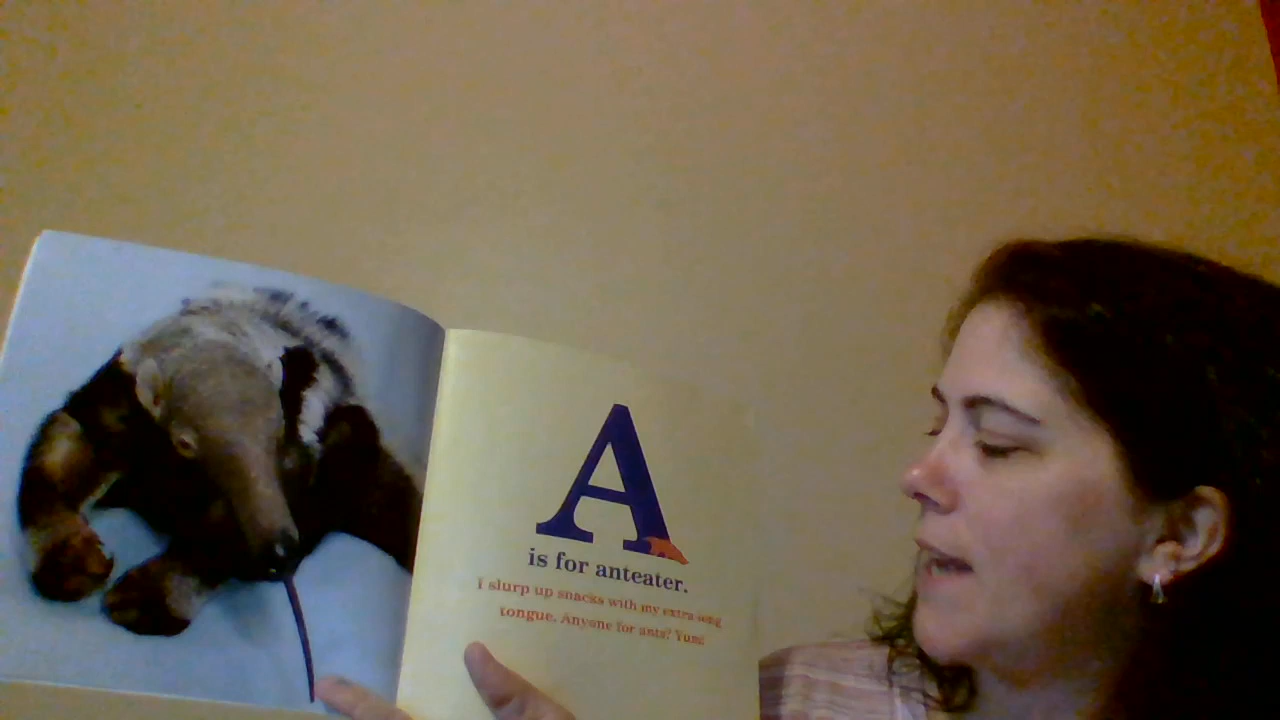 A
is for anteater.
I slurp up snacks with my extra long
tongue. Anyone for ants? Yum!